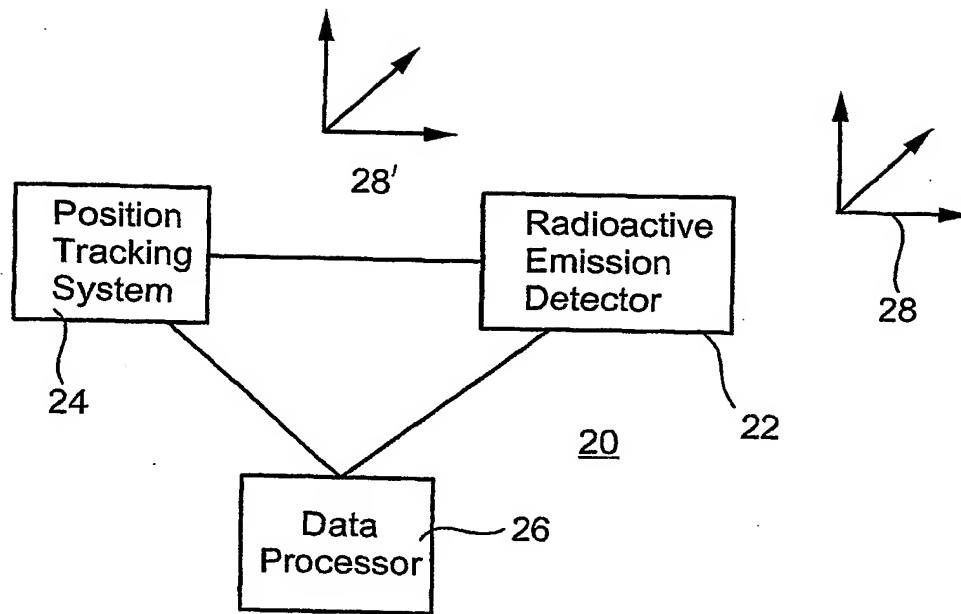 28'
Position
Tracking
System
24
Radioactive
Emission
Detector
28
22
20
Data
Processor
26